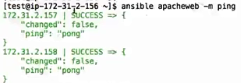 [test@ip-172-31-2-156 ~]$ ansible apacheweb -m ping
172.31.2.157 | SUCCESS => {
    "changed": false,
    "ping": "pong"
}
172.31.2.158 | SUCCESS => {
    "changed": false,
    "ping": "pong"
}